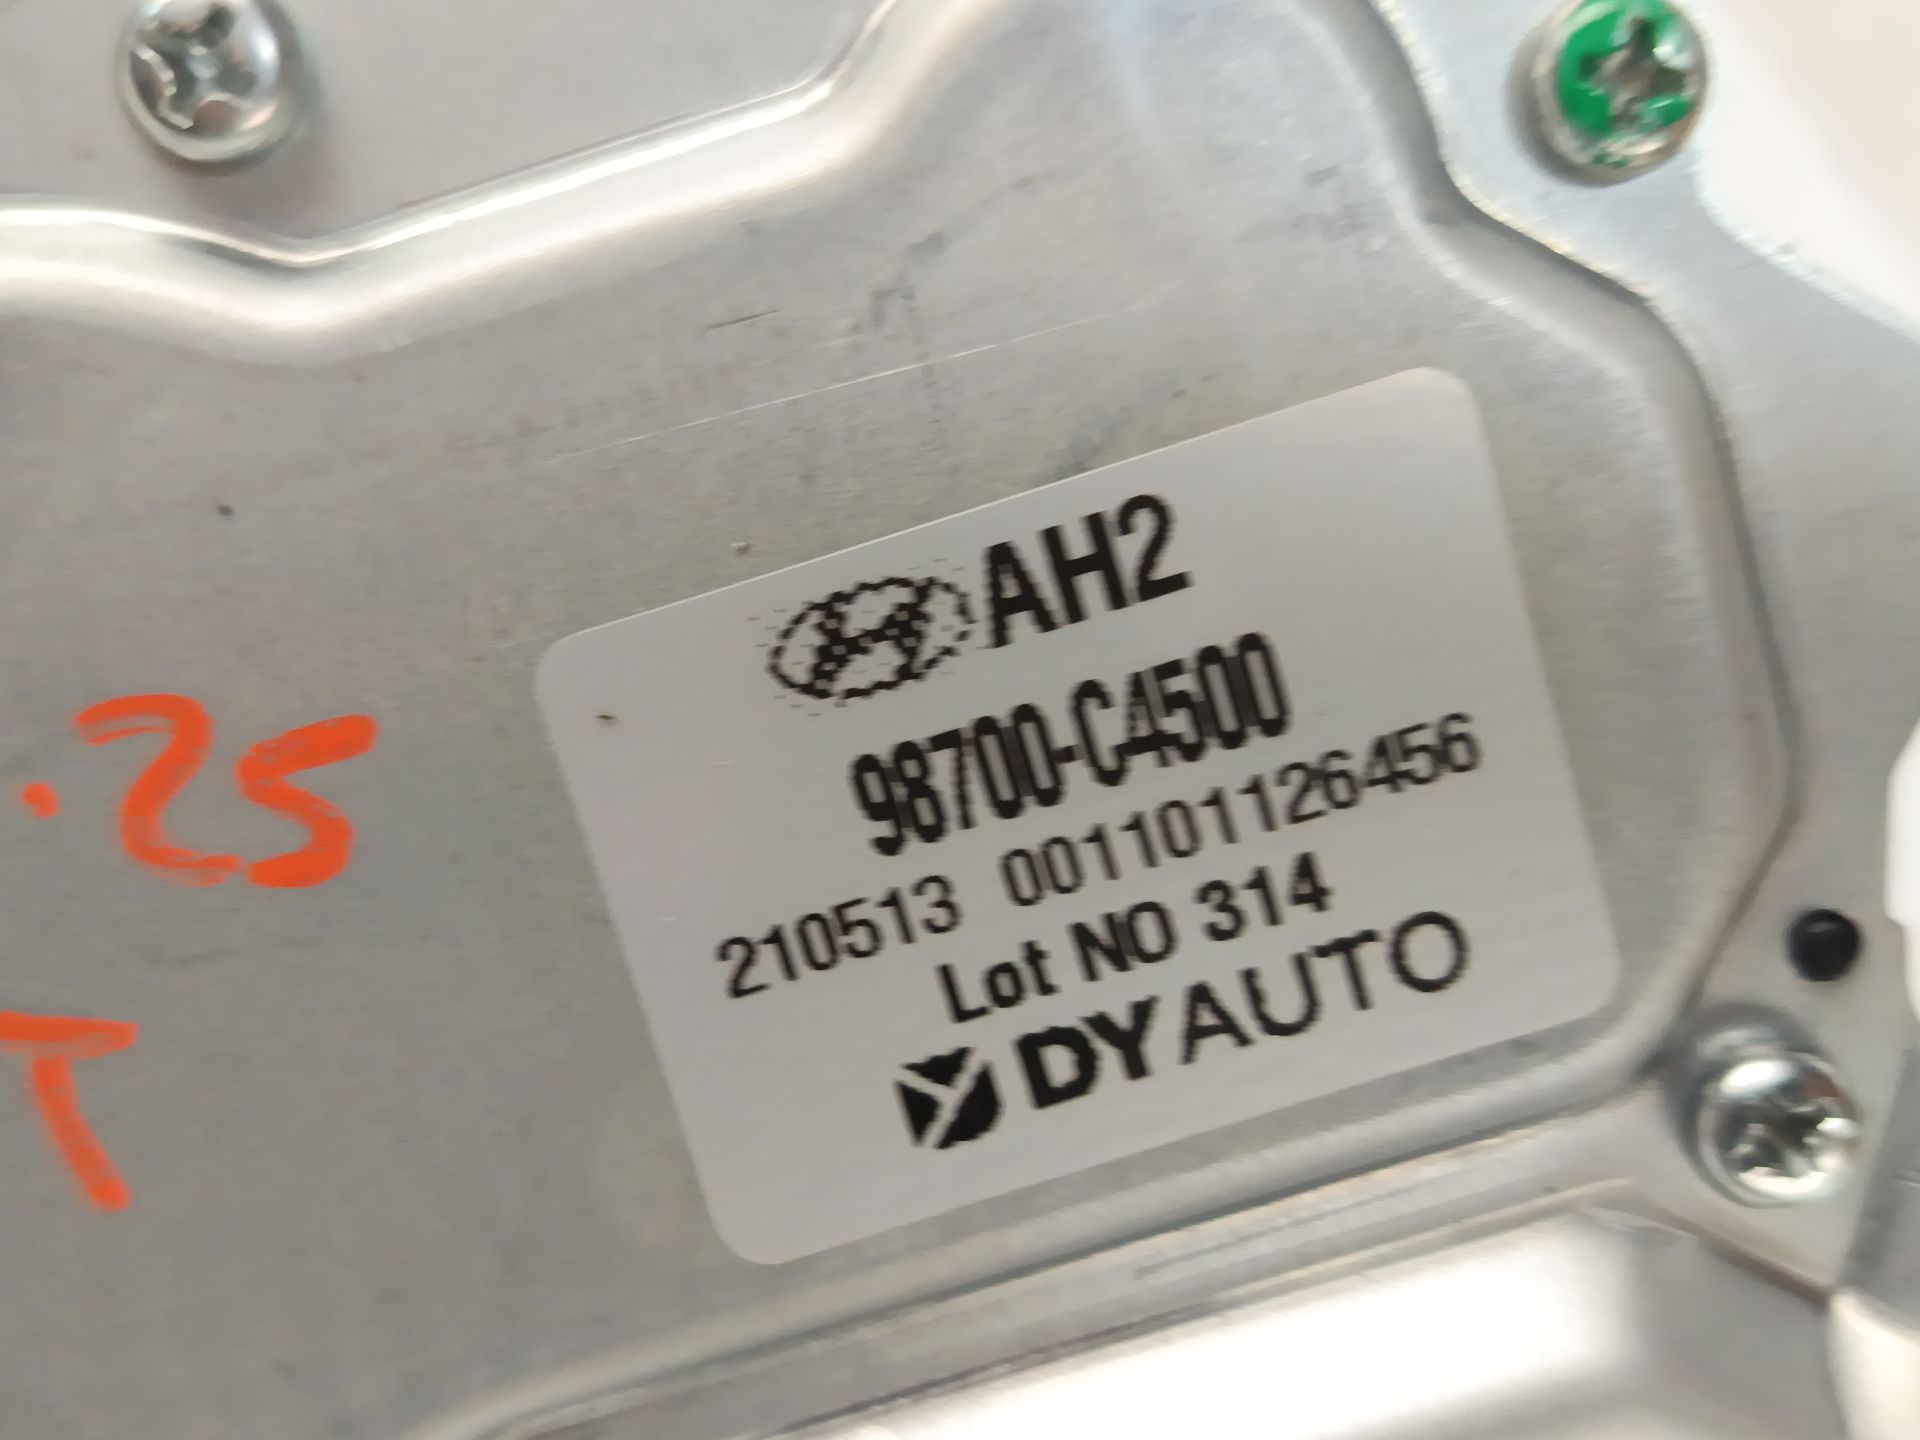 AH2
98700-C4500
210513 001101126456
Lot NO 314
DYAUTO
.25
T